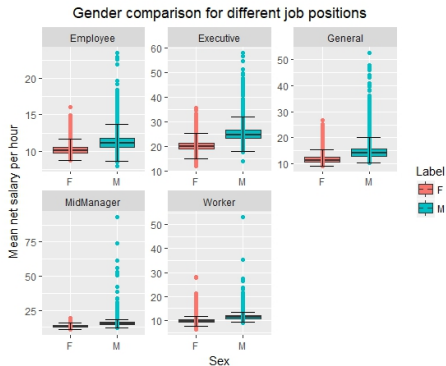 Gender comparison for different job positions
Mean net salary per hour
Employee
20
15
10
F M
Executive
60
50
40
30
20
10
F M
General
50
40
30
20
10
F M
MidManager
75
50
25
F M
Worker
50
40
30
20
10
F M
Sex
Label
F
M